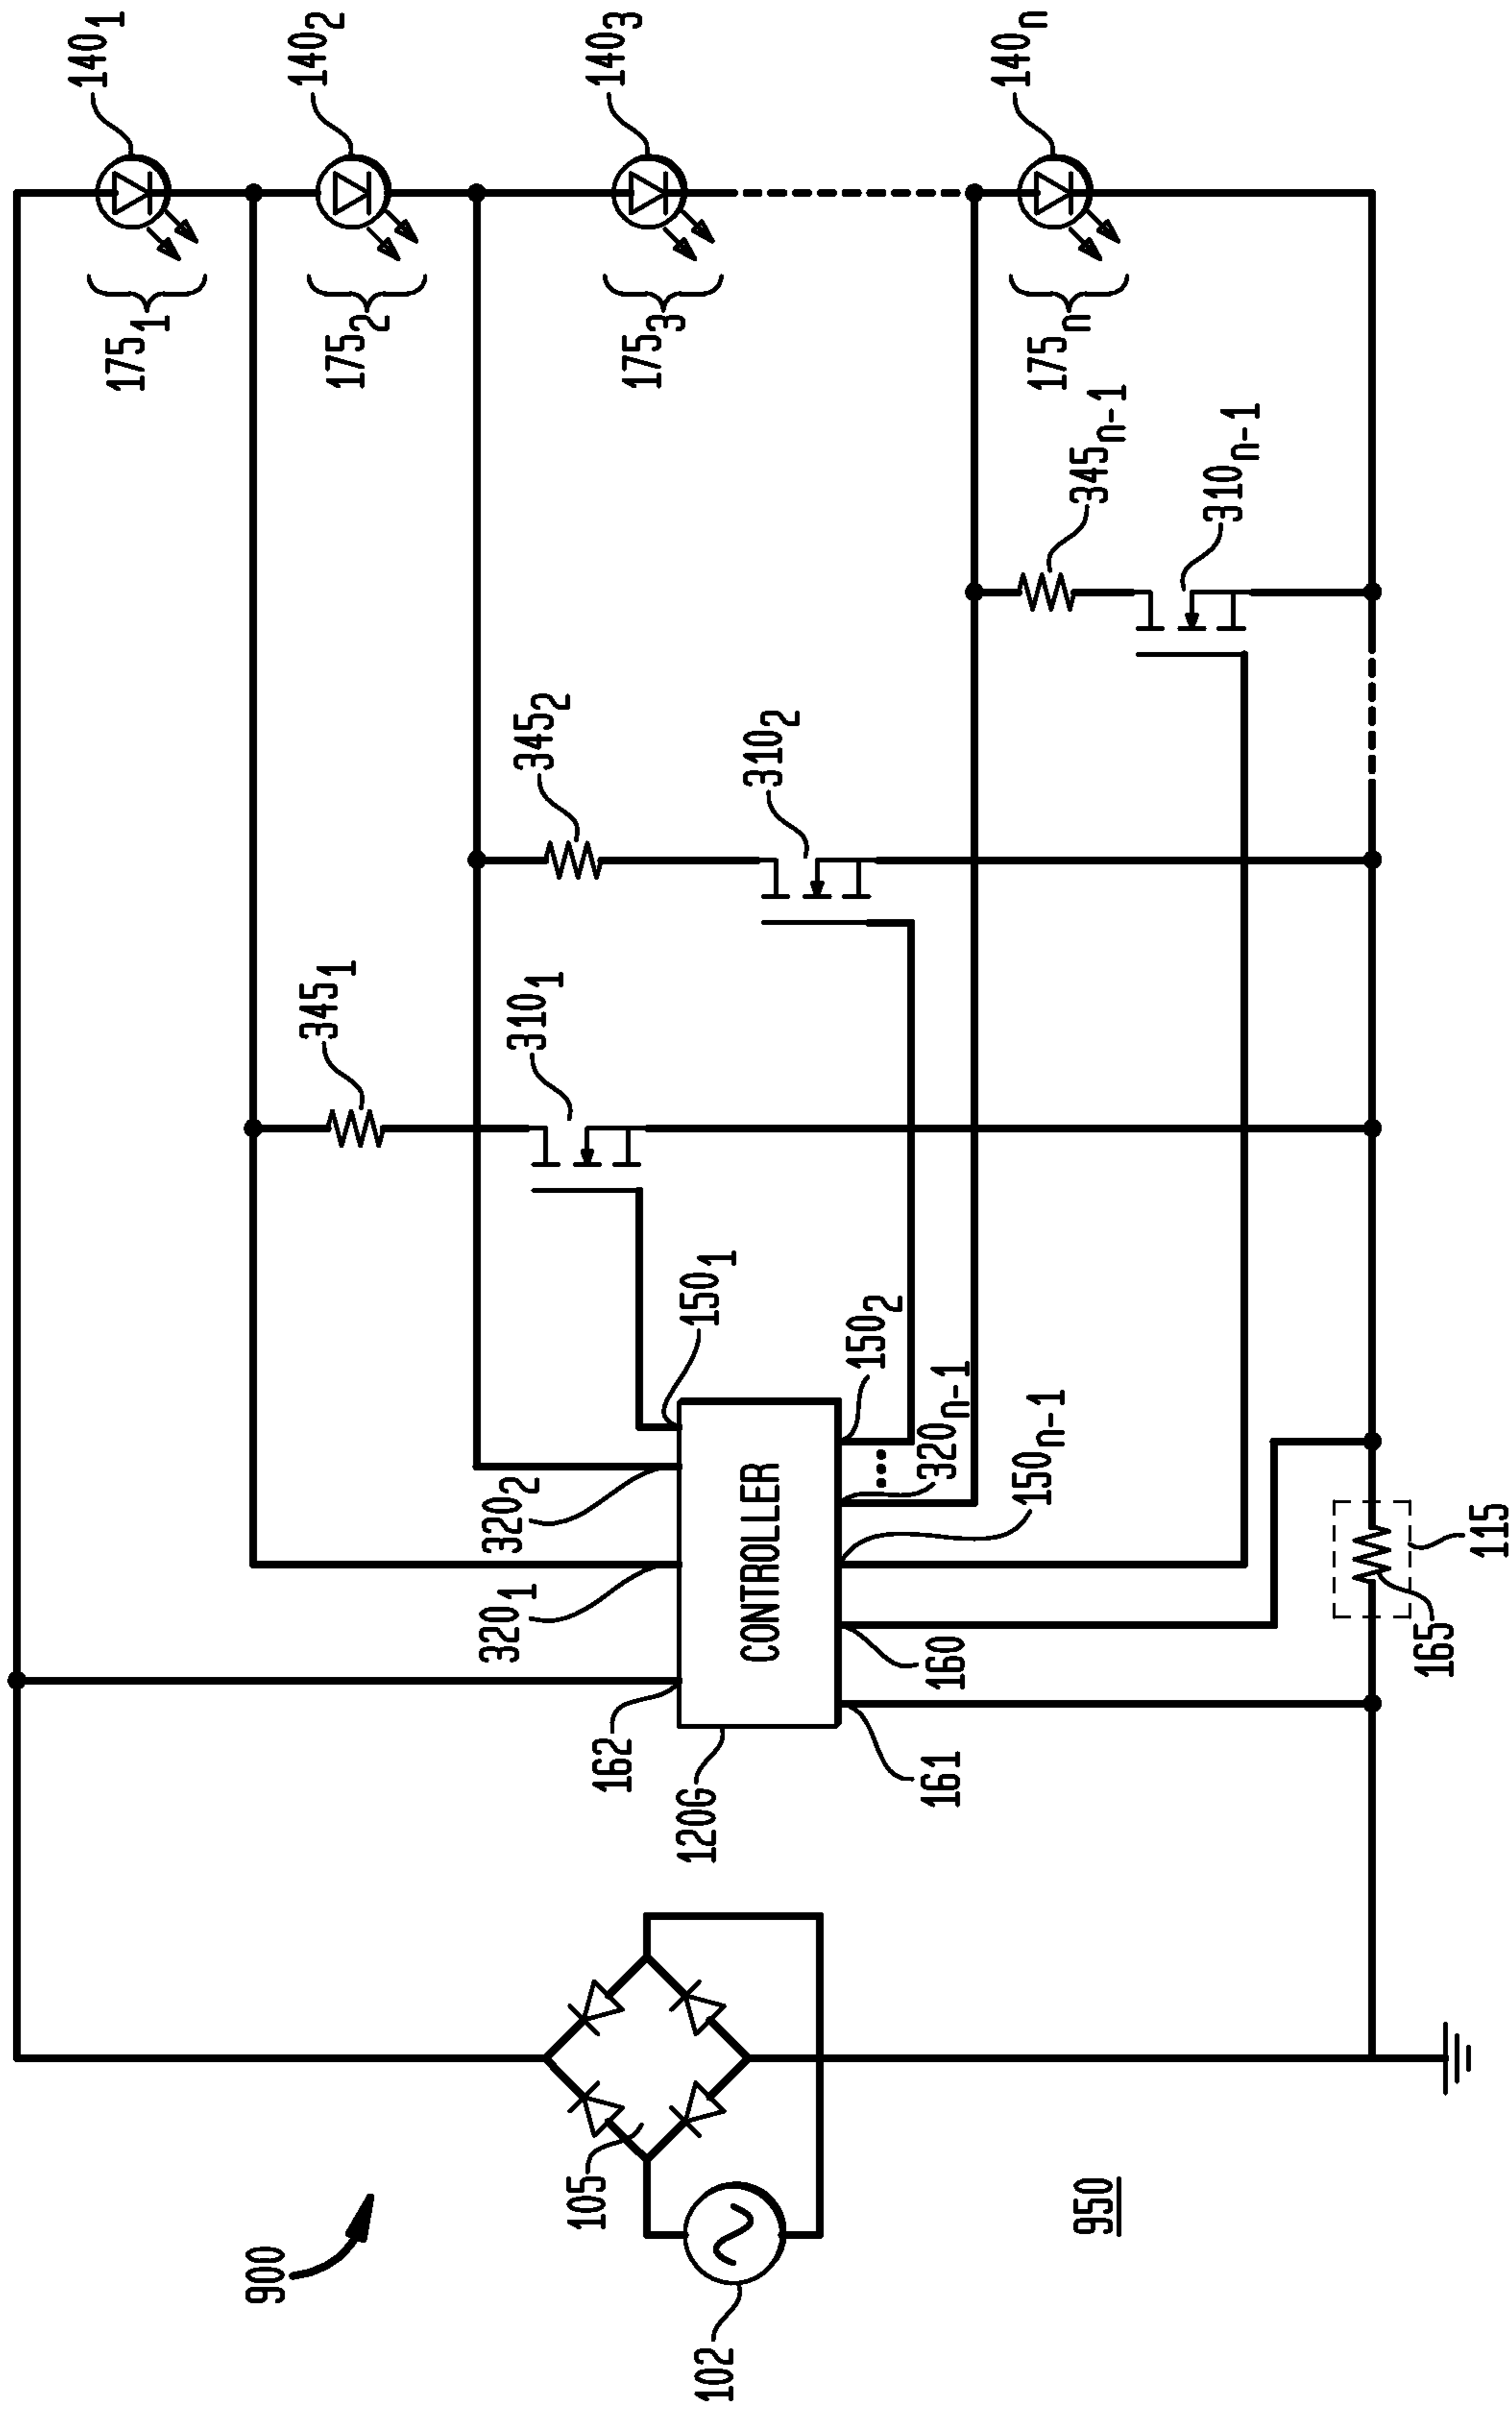 900
102
105
950
120G
162
320₁
320₂
150₁
CONTROLLER
161
160
150ₙ₋₁
320ₙ₋₁
150₂
115
165
345₁
310₁
345₂
310₂
345ₙ₋₁
310ₙ₋₁
175₁
175₂
175₃
175ₙ
140₁
140₂
140₃
140ₙ